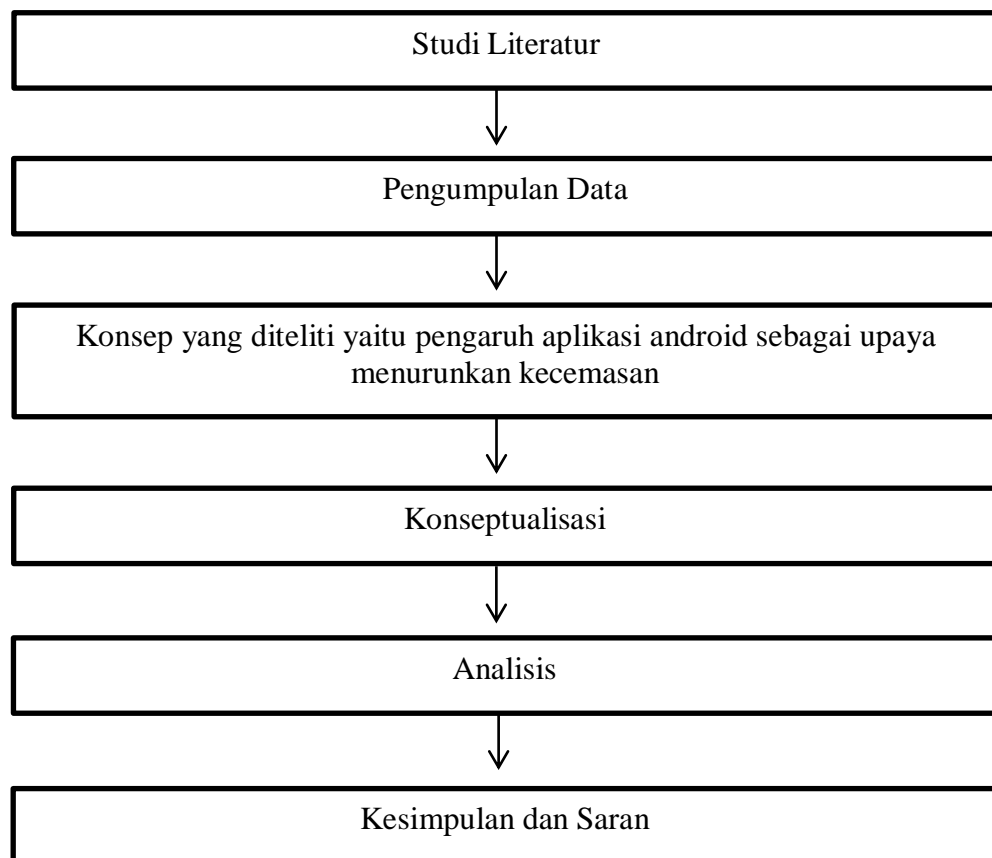 Studi Literatur
Pengumpulan Data
Konsep yang diteliti yaitu pengaruh aplikasi android sebagai upaya
menurunkan kecemasan
Konseptualisasi
Analisis
Kesimpulan dan Saran